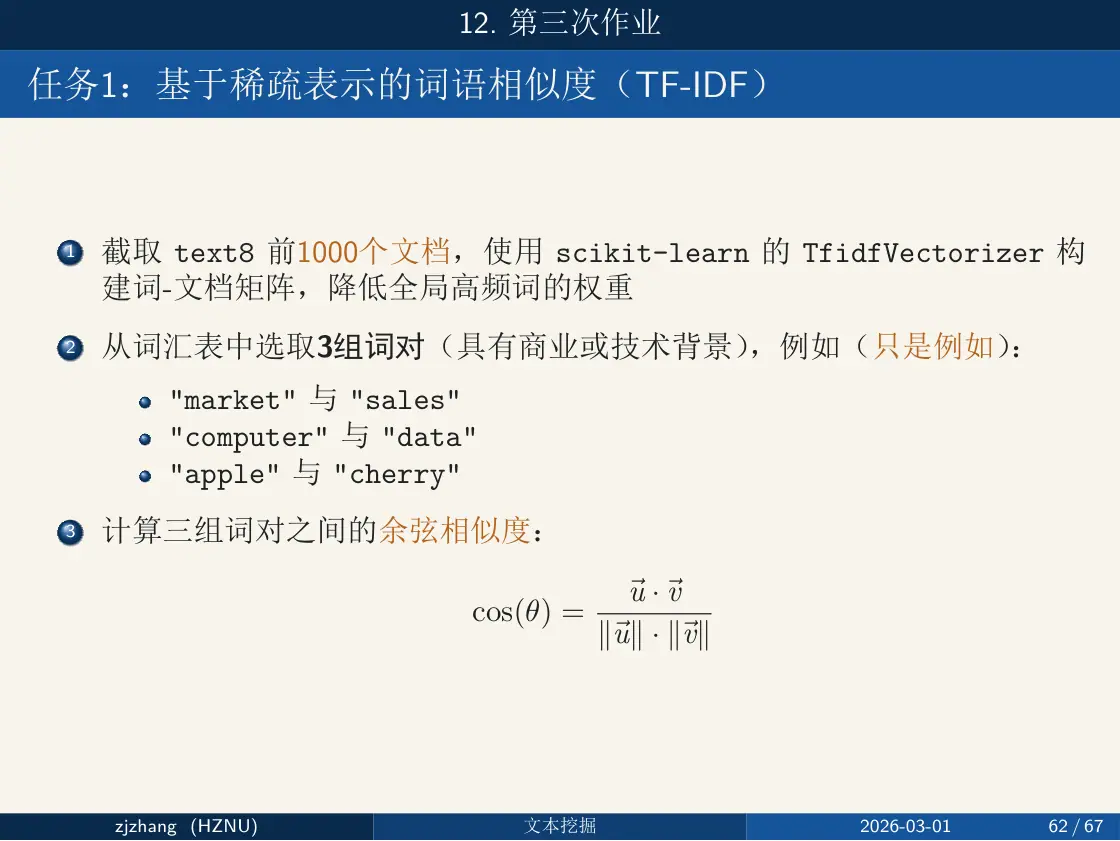 12. 第三次作业
任务1：基于稀疏表示的词语相似度（TF-IDF）
1 截取 text8 前1000个文档，使用 scikit-learn 的 TfidfVectorizer 构
建词-文档矩阵，降低全局高频词的权重
2 从词汇表中选取3组词对（具有商业或技术背景），例如（只是例如）：
"market" 与 "sales"
"computer" 与 "data"
"apple" 与 "cherry"
3 计算三组词对之间的余弦相似度：
cos(θ) = \frac{\vec{u} · \vec{v}}{‖\vec{u}‖ · ‖\vec{v}‖}
zjzhang (HZNU) 文本挖掘 2026-03-01 62 / 67